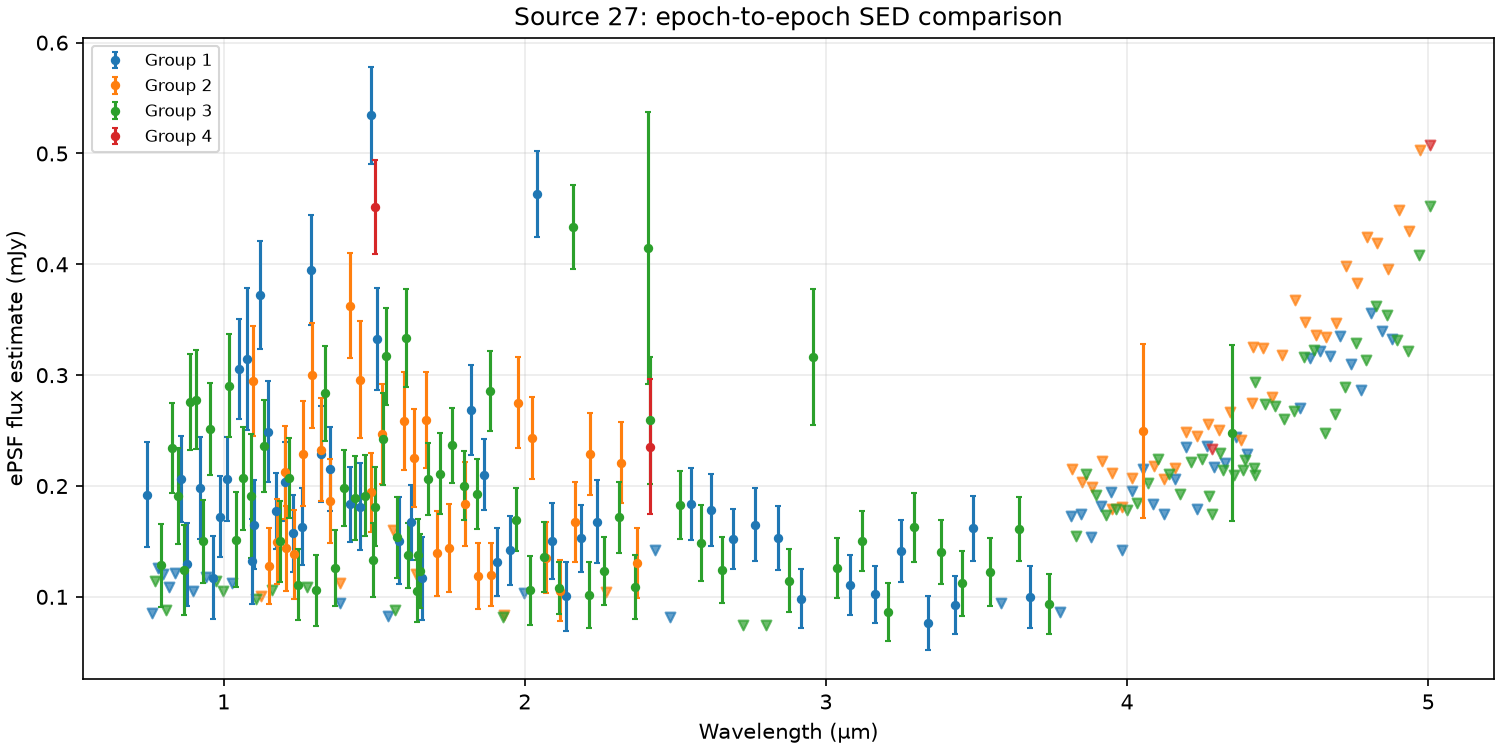 Source 27: epoch-to-epoch SED comparison
Group 1
Group 2
Group 3
Group 4
ePSF flux estimate (mJy)
0.6
0.5
0.4
0.3
0.2
0.1
1 2 3 4 5
Wavelength (μm)